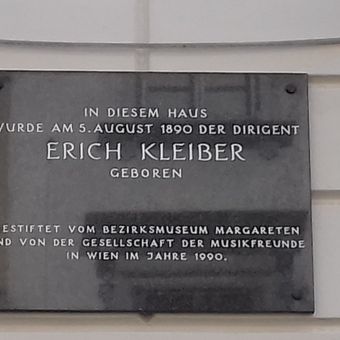 IN DIESEM HAUS
WURDE AM 5. AUGUST 1890 DER DIRIGENT
ERICH KLEIBER
GEBOREN
GESTIFTET VOM BEZIRKSMUSEUM MARGARETEN
UND VON DER GESELLSCHAFT DER MUSIKFREUNDE
IN WIEN IM JAHRE 1990.